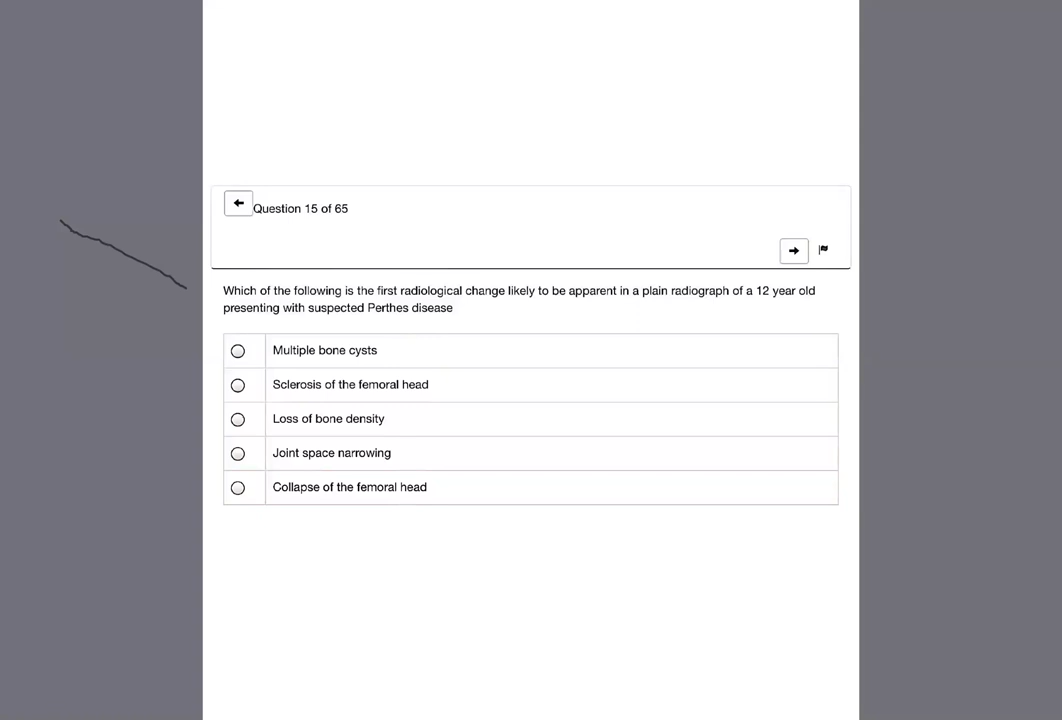 Question 15 of 65
Which of the following is the first radiological change likely to be apparent in a plain radiograph of a 12 year old
presenting with suspected Perthes disease
Multiple bone cysts
Sclerosis of the femoral head
Loss of bone density
Joint space narrowing
Collapse of the femoral head